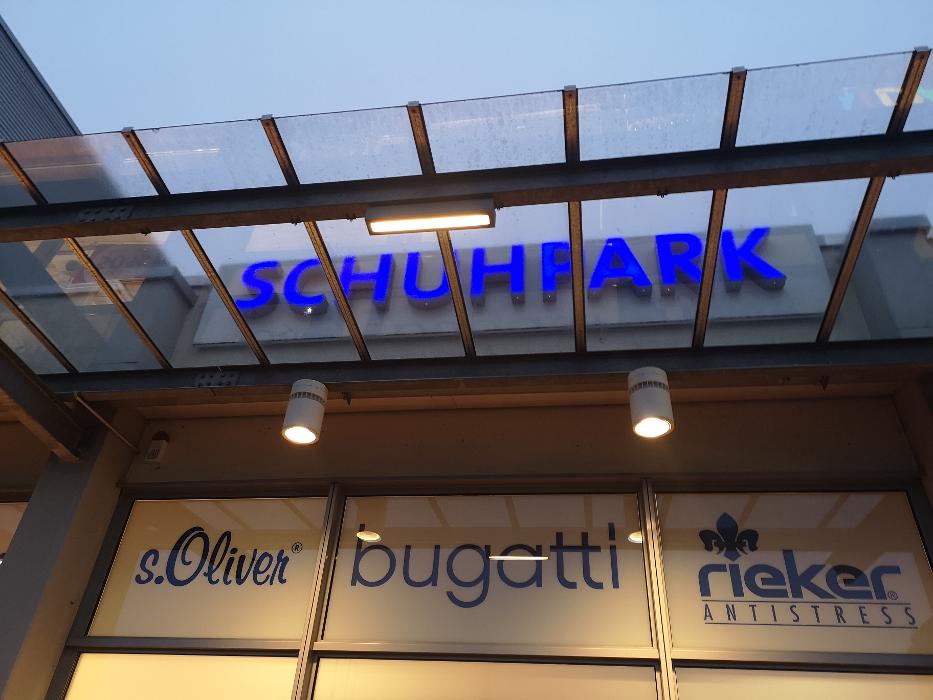 SCHUHPARK
s.Oliver®
bugatti
rieker®
ANTISTRESS